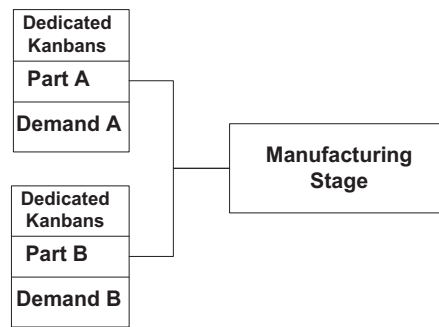 Dedicated
Kanbans
Part A
Demand A
Manufacturing
Stage
Dedicated
Kanbans
Part B
Demand B